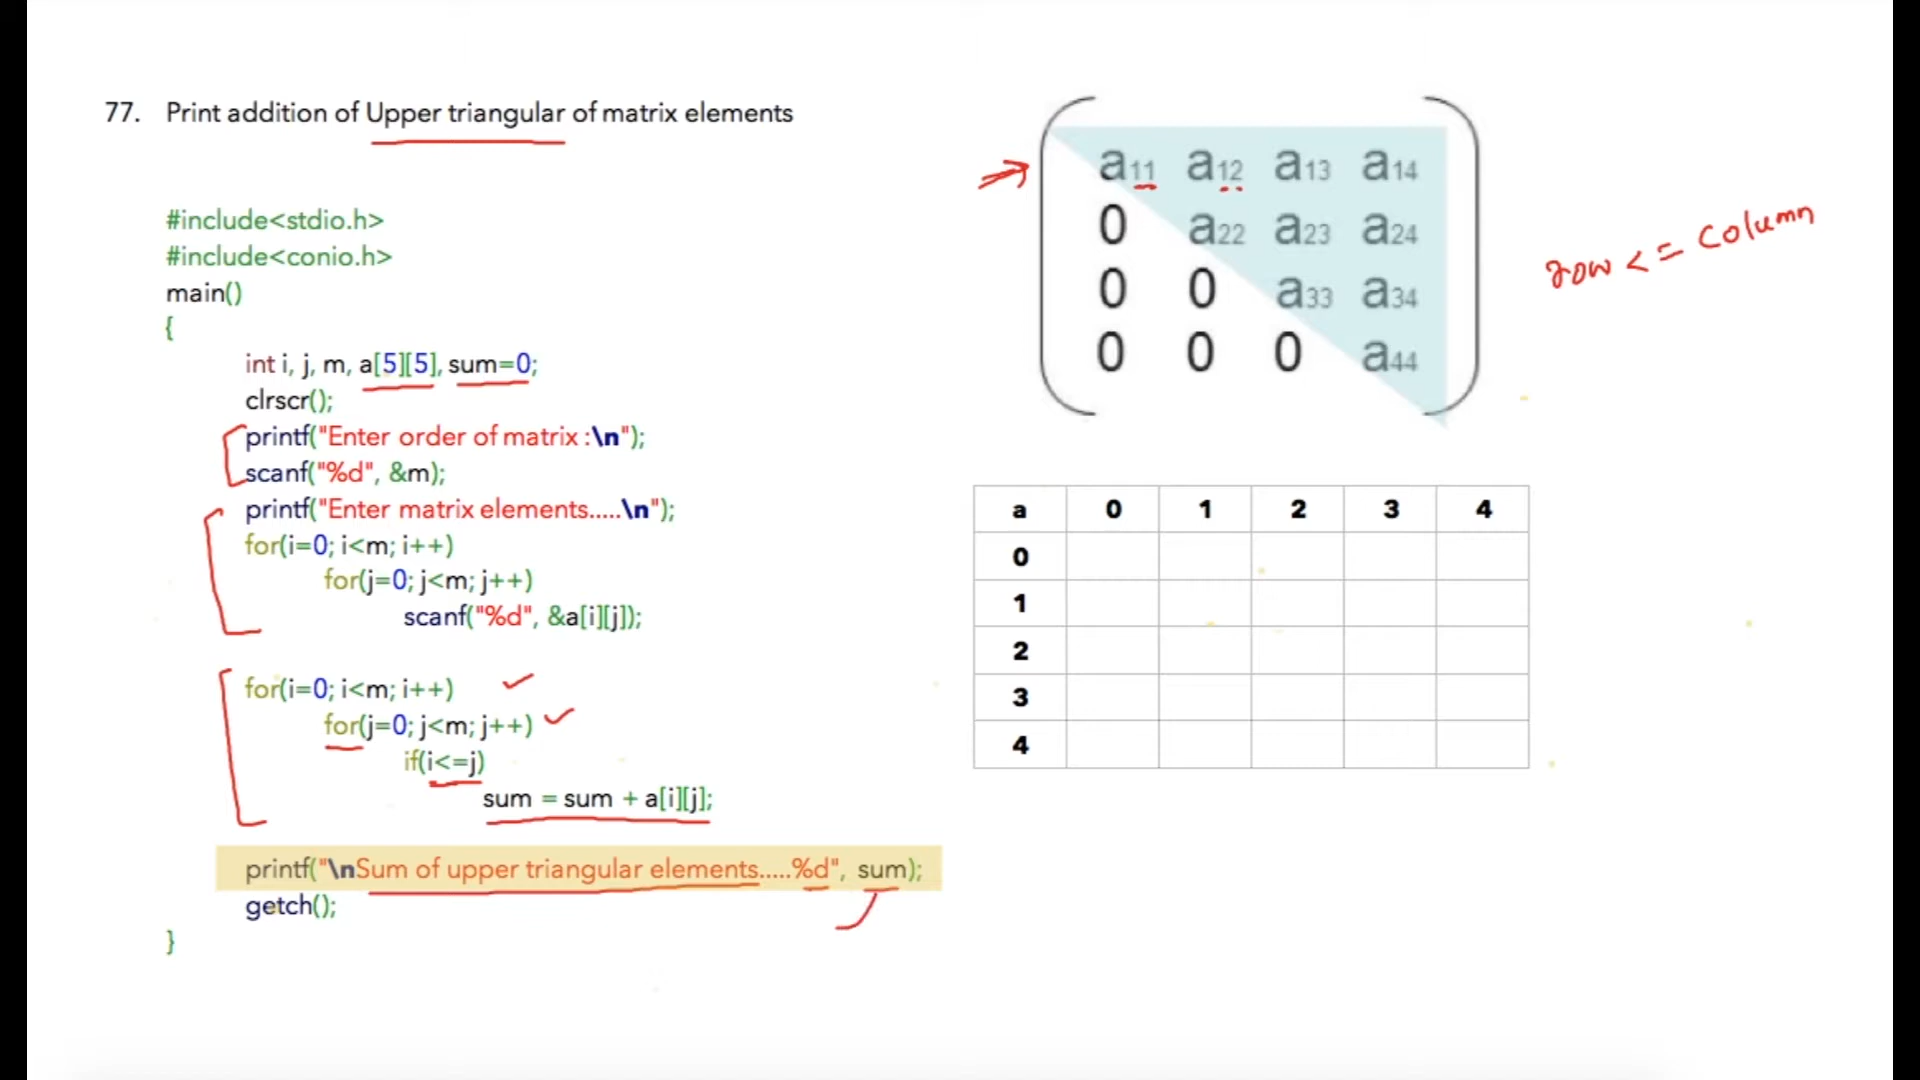 77. Print addition of Upper triangular of matrix elements
#include<stdio.h>
#include<conio.h>
main()
{
int i, j, m, a[5][5], sum=0;
clrscr();
printf("Enter order of matrix :\n");
scanf("%d", &m);
printf("Enter matrix elements.....\n");
for(i=0; i<m; i++)
for(j=0; j<m; j++)
scanf("%d", &a[i][j]);
for(i=0; i<m; i++)
for(j=0; j<m; j++)
if(i<=j)
sum = sum + a[i][j];
printf("\nSum of upper triangular elements.....%d", sum);
getch();
}
a11 a12 a13 a14
0 a22 a23 a24
0 0 a33 a34
0 0 0 a44
row <= column
a 0 1 2 3 4
0
1
2
3
4